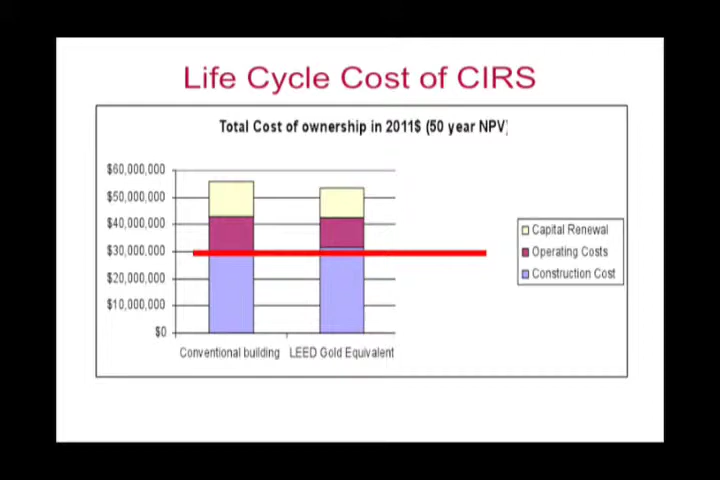 Life Cycle Cost of CIRS
Total Cost of ownership in 2011$ (50 year NPV)
$60,000,000
$50,000,000
$40,000,000
$30,000,000
$20,000,000
$10,000,000
$0
Conventional building
LEED Gold Equivalent
Capital Renewal
Operating Costs
Construction Cost